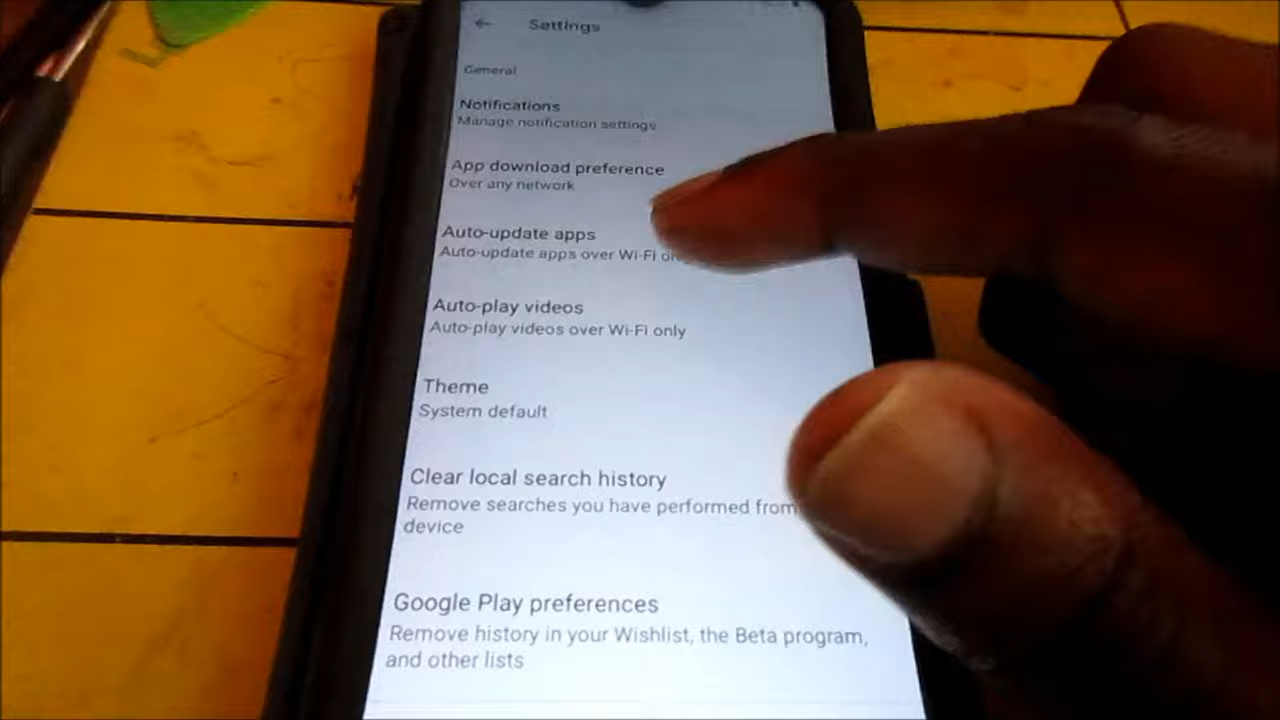 Settings
General
Notifications
Manage notification settings
App download preference
Over any network
Auto-update apps
Auto-update apps over Wi-Fi
Auto-play videos
Auto-play videos over Wi-Fi only
Theme
System default
Clear local search history
Remove searches you have performed from
device
Google Play preferences
Remove history in your Wishlist, the Beta program,
and other lists